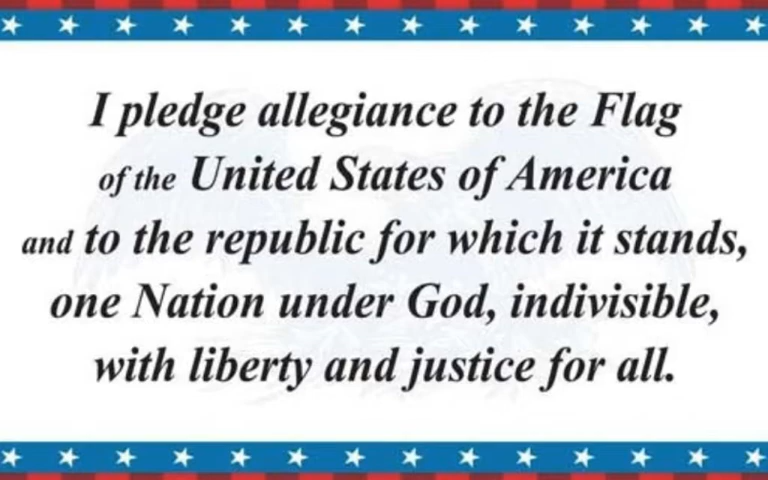 I pledge allegiance to the Flag
of the United States of America
and to the republic for which it stands,
one Nation under God, indivisible,
with liberty and justice for all.